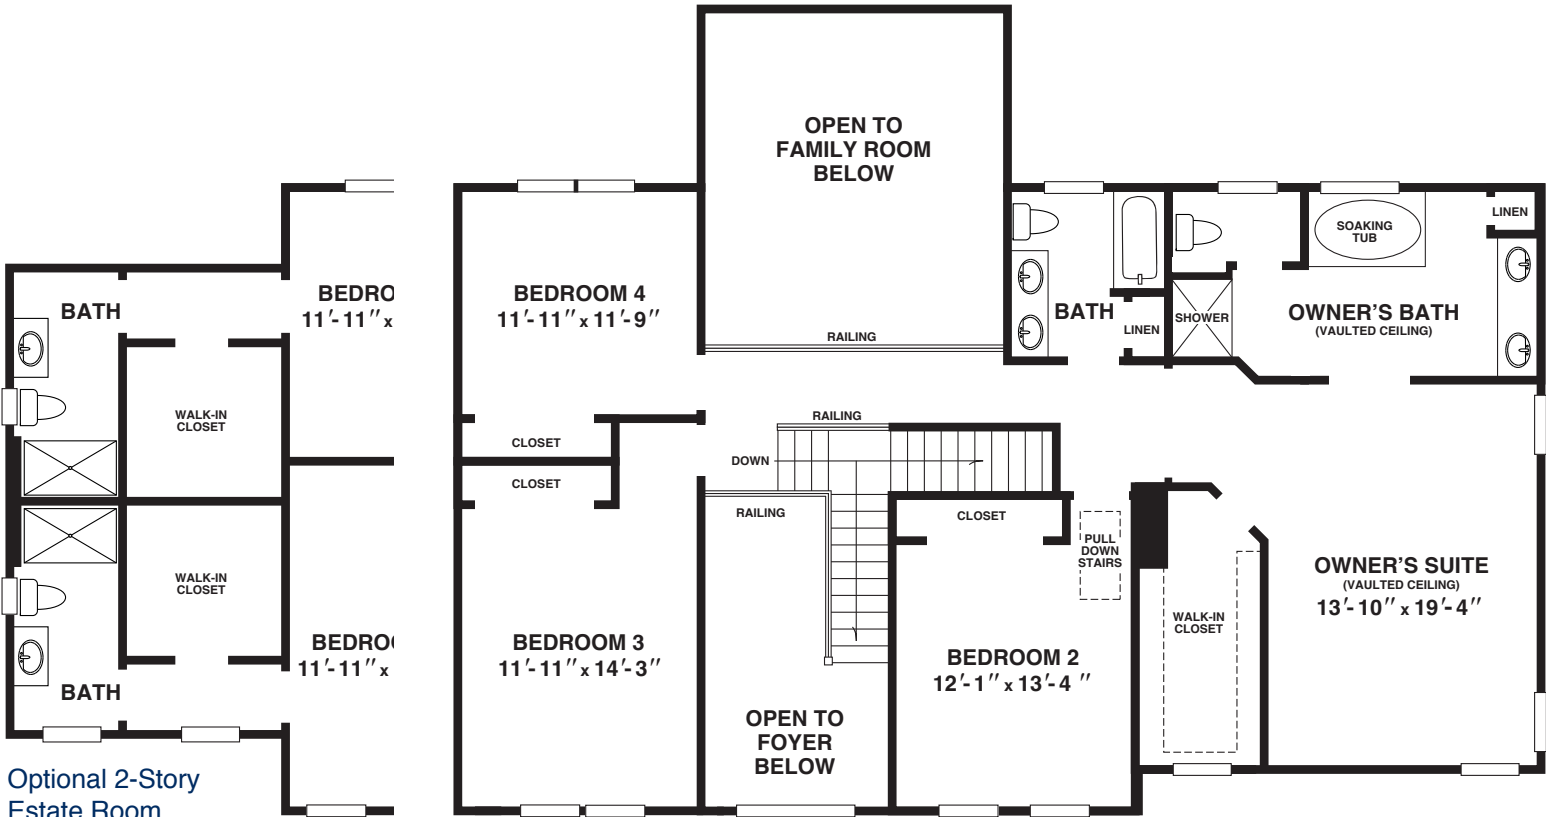 BATH
BEDRO
11'-11" x
WALK-IN
CLOSET
WALK-IN
CLOSET
BEDRO
11'-11" x
BATH
Optional 2-Story
Estate Room
OPEN TO
FAMILY ROOM
BELOW
BEDROOM 4
11'-11" x 11'-9"
RAILING
CLOSET
CLOSET
BEDROOM 3
11'-11" x 14'-3"
RAILING
DOWN
RAILING
OPEN TO
FOYER
BELOW
CLOSET
PULL
DOWN
STAIRS
BEDROOM 2
12'-1" x 13'-4 "
BATH
LINEN
SHOWER
SOAKING
TUB
LINEN
OWNER'S BATH
(VAULTED CEILING)
WALK-IN
CLOSET
OWNER'S SUITE
(VAULTED CEILING)
13'-10" x 19'-4"